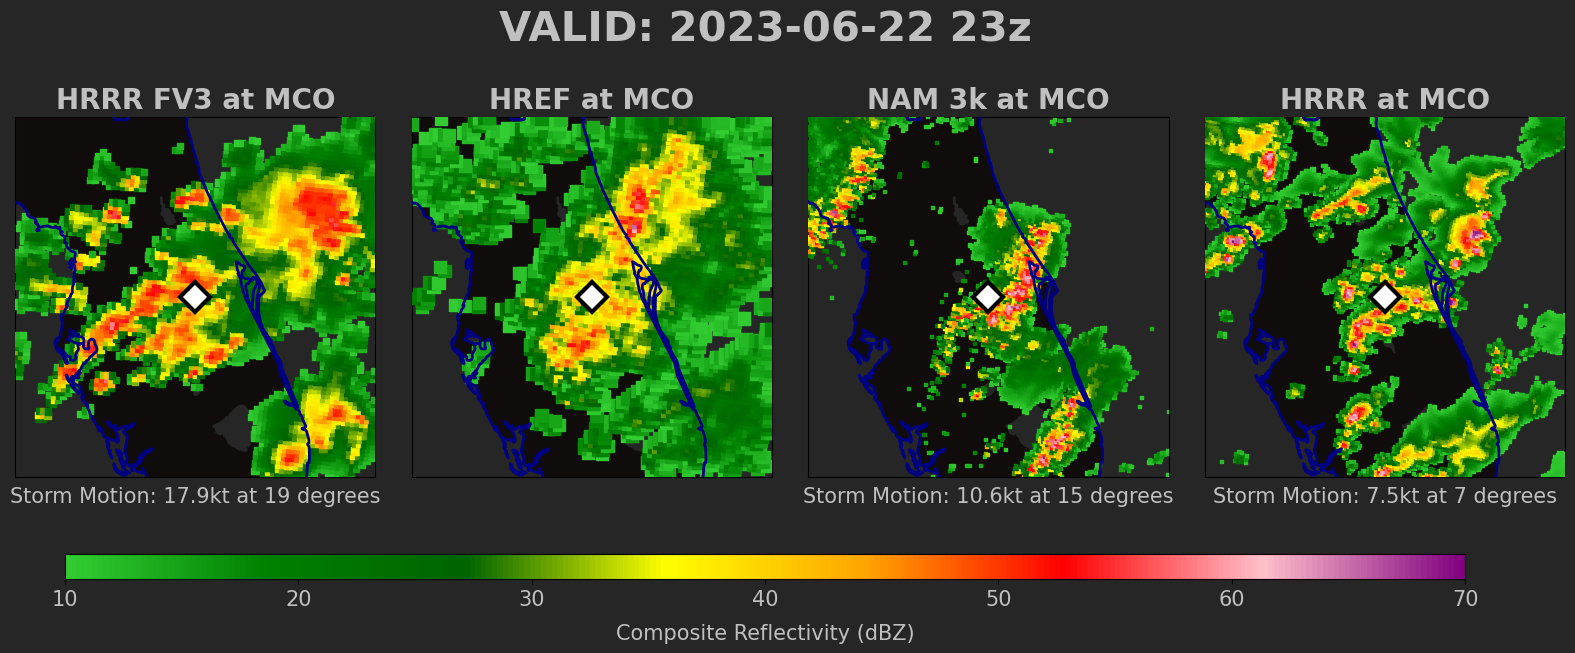 VALID: 2023-06-22 23z
HRRR FV3 at MCO
HREF at MCO
NAM 3k at MCO
HRRR at MCO
Storm Motion: 17.9kt at 19 degrees
Storm Motion: 10.6kt at 15 degrees
Storm Motion: 7.5kt at 7 degrees
10 20 30 40 50 60 70
Composite Reflectivity (dBZ)